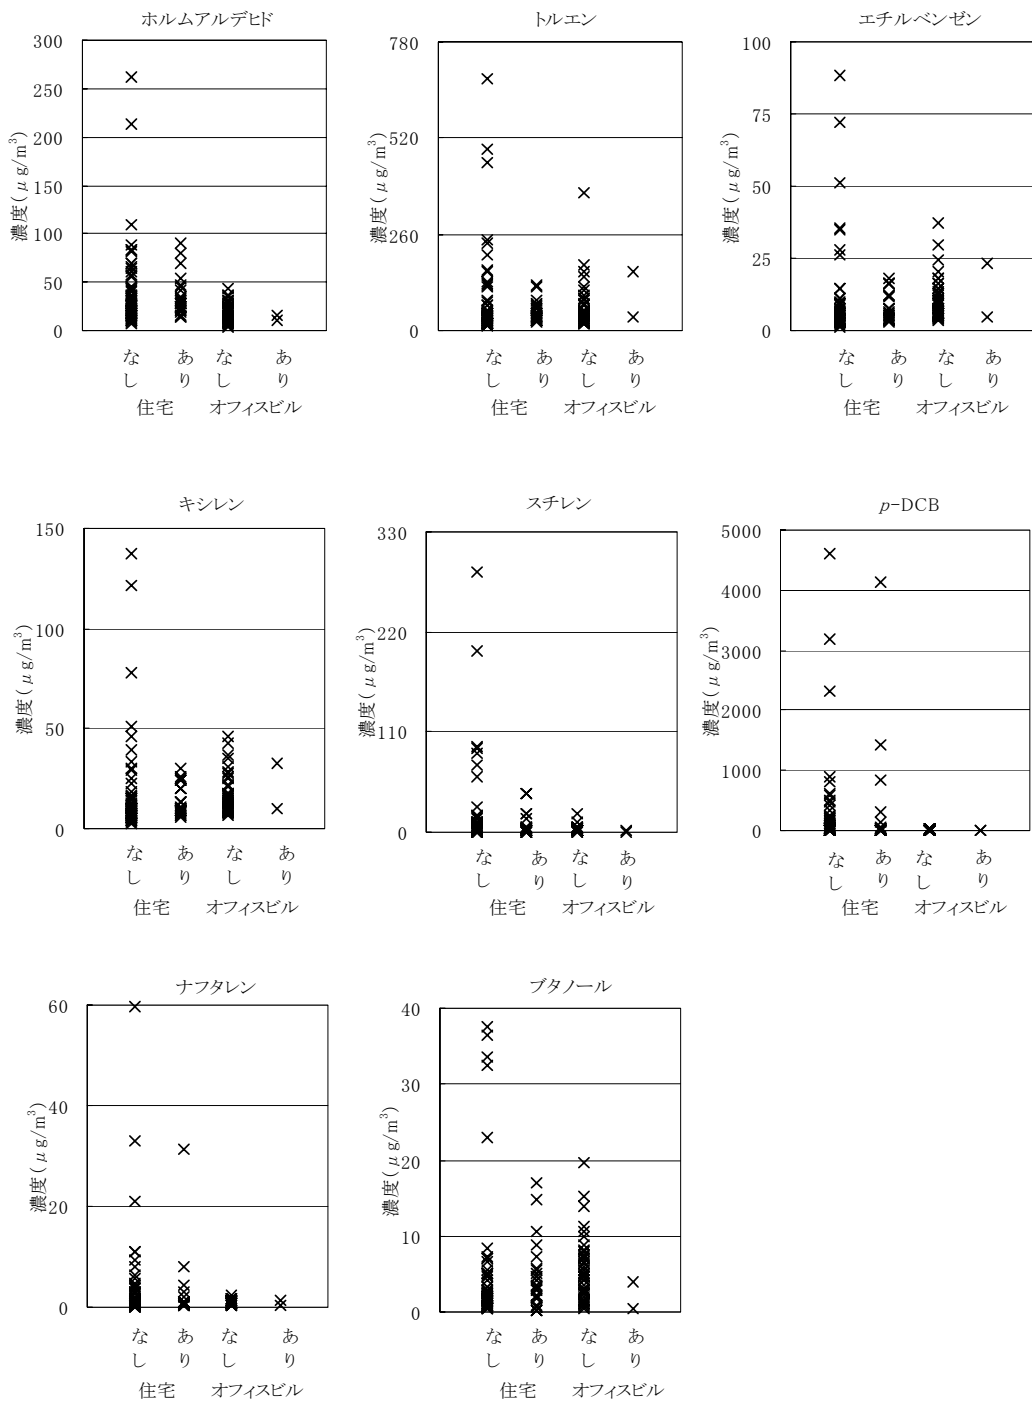 ホルムアルデヒド
300
250
200
150
100
50
0
濃度(μg/m³)
なし
あり
なし
あり
住宅 オフィスビル
トルエン
780
520
260
0
濃度(μg/m³)
なし
あり
なし
あり
住宅 オフィスビル
エチルベンゼン
100
75
50
25
0
濃度(μg/m³)
なし
あり
なし
あり
住宅 オフィスビル
キシレン
150
100
50
0
濃度(μg/m³)
なし
あり
なし
あり
住宅 オフィスビル
スチレン
330
220
110
0
濃度(μg/m³)
なし
あり
なし
あり
住宅 オフィスビル
p-DCB
5000
4000
3000
2000
1000
0
濃度(μg/m³)
なし
あり
なし
あり
住宅 オフィスビル
ナフタレン
60
40
20
0
濃度(μg/m³)
なし
あり
なし
あり
住宅 オフィスビル
ブタノール
40
30
20
10
0
濃度(μg/m³)
なし
あり
なし
あり
住宅 オフィスビル